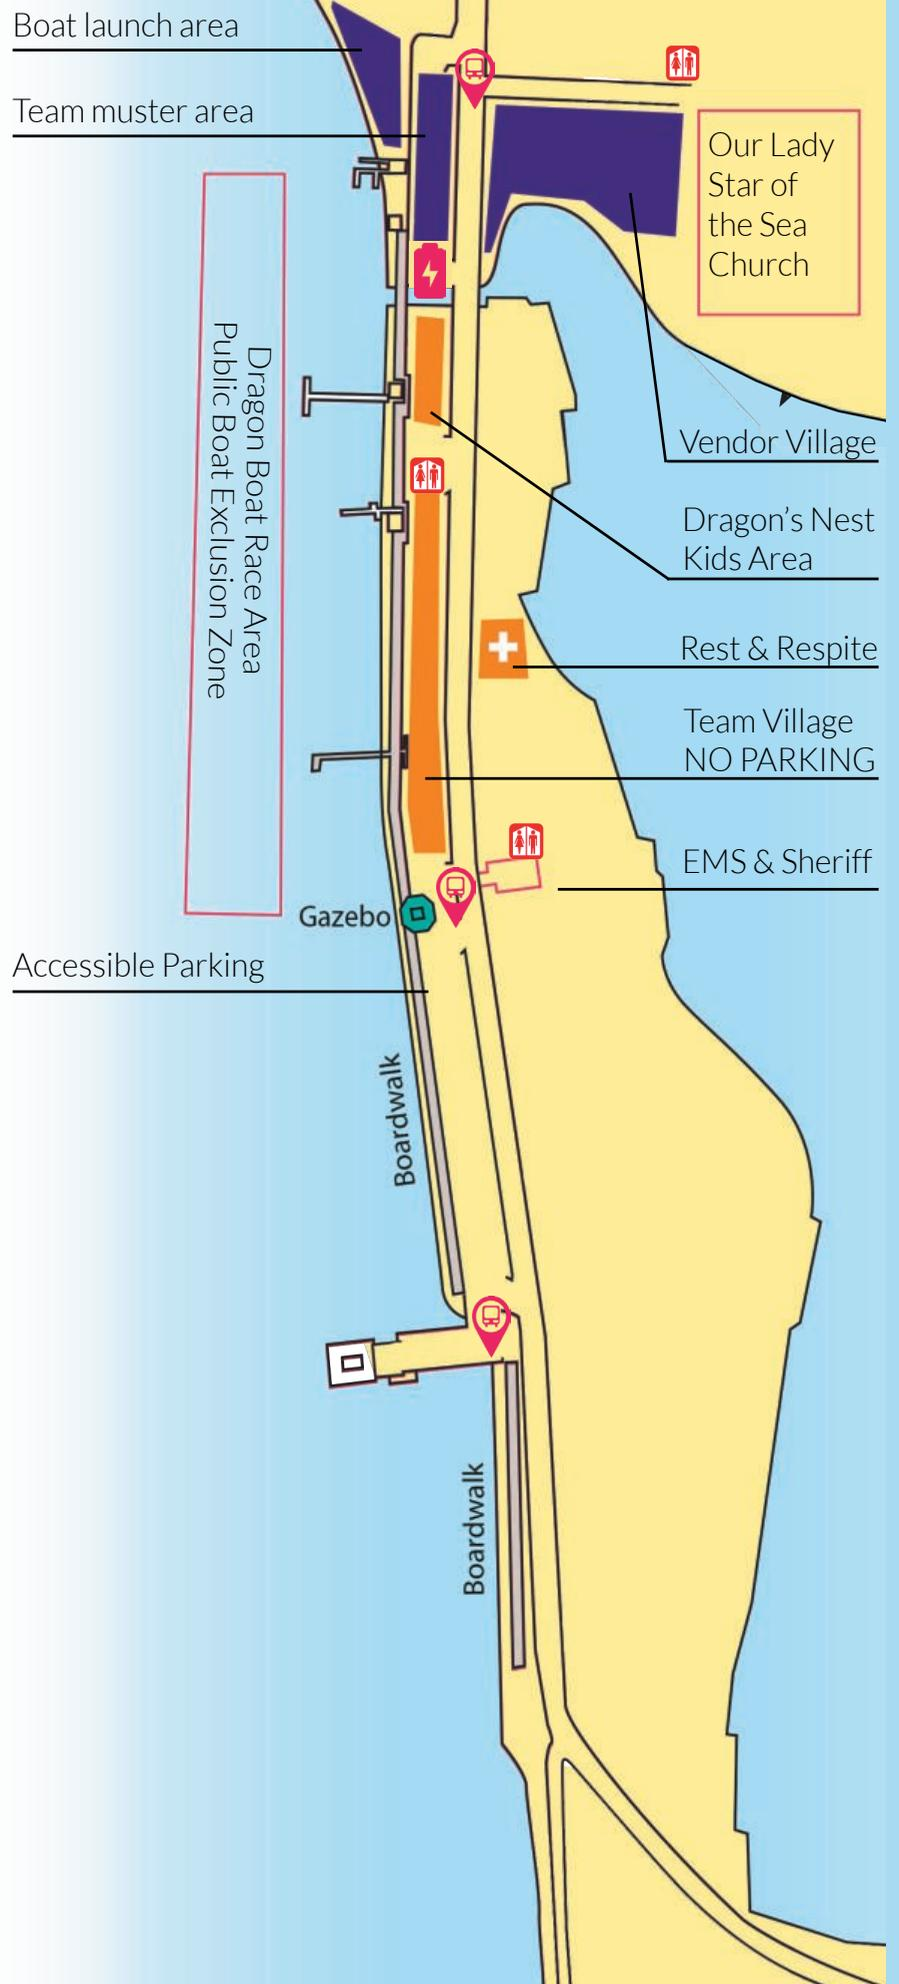 Boat launch area
Team muster area
Our Lady
Star of
the Sea
Church
Dragon Boat Race Area
Public Boat Exclusion Zone
Vendor Village
Dragon's Nest
Kids Area
Rest & Respite
Team Village
NO PARKING
EMS & Sheriff
Gazebo
Accessible Parking
Boardwalk
Boardwalk